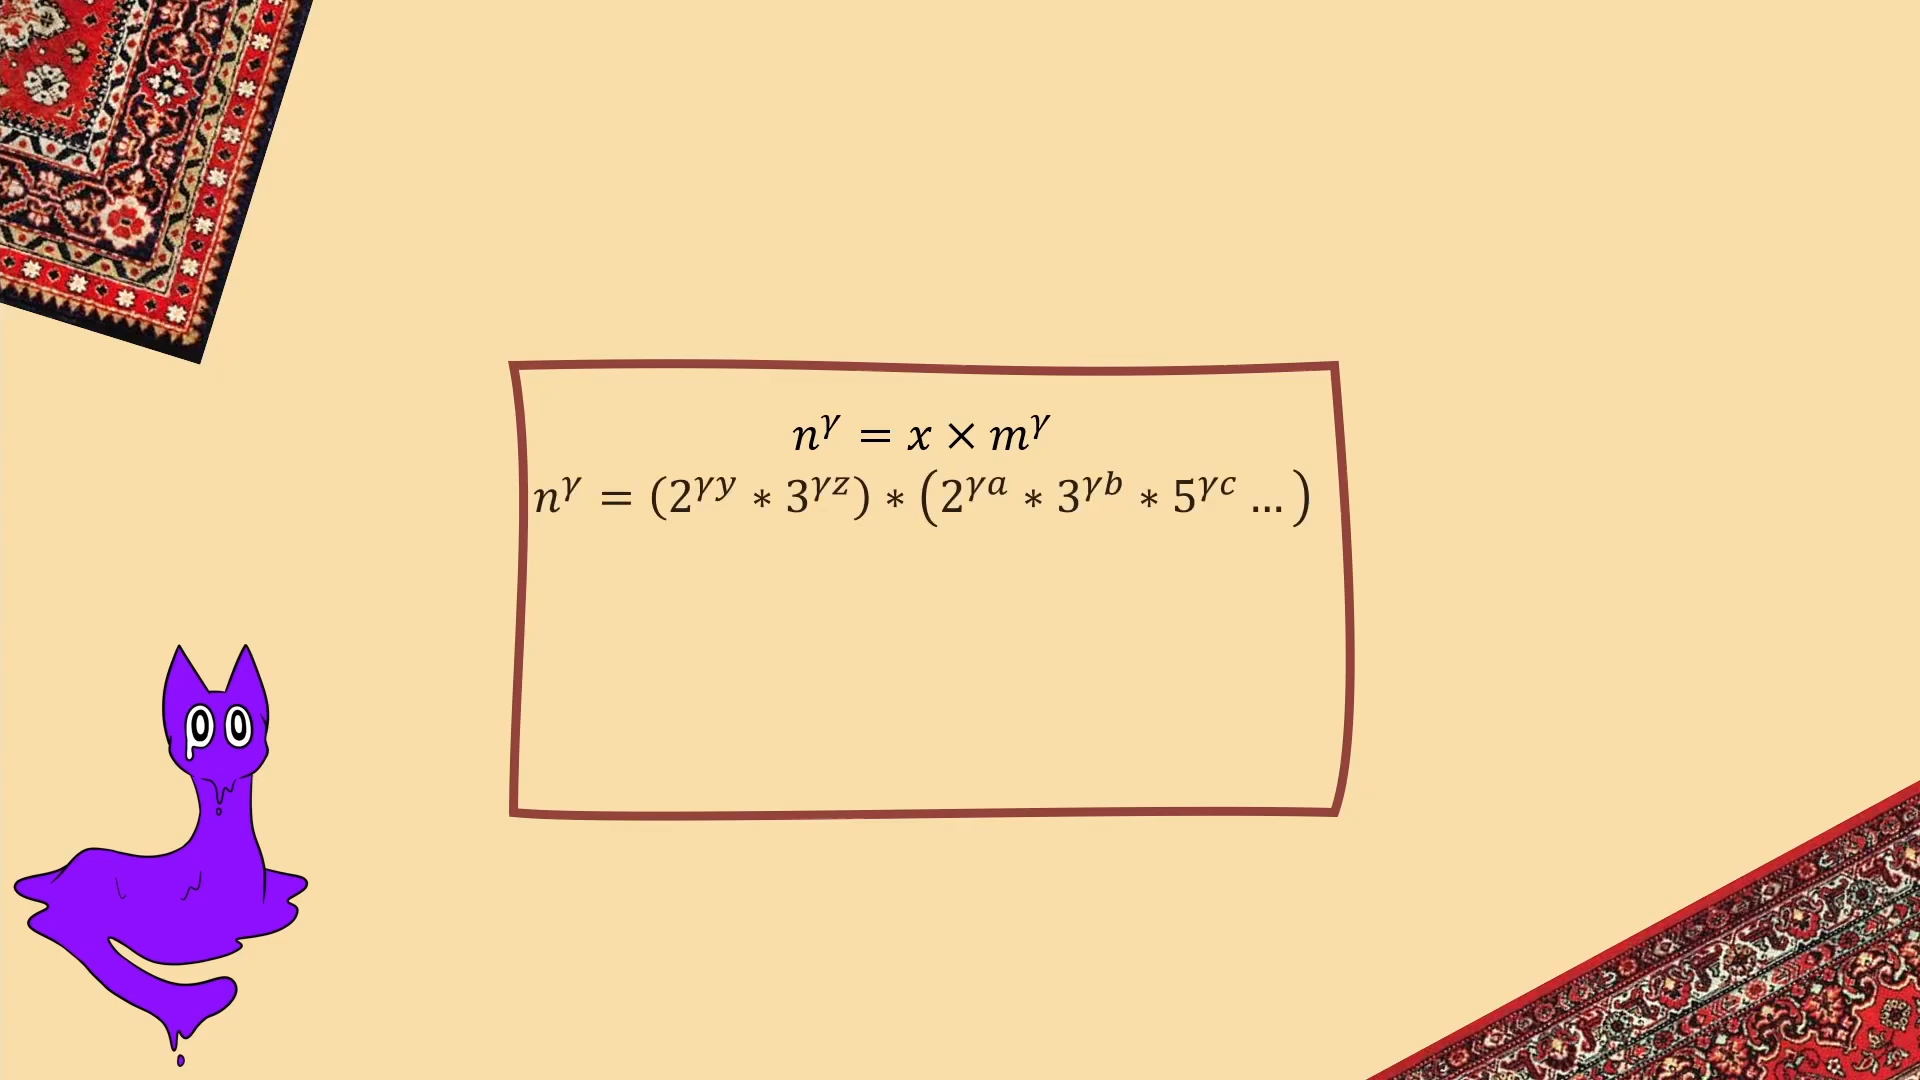 n^γ = x × m^γ
n^γ = (2^{γy} * 3^{γz}) * (2^{γa} * 3^{γb} * 5^{γc} ...)